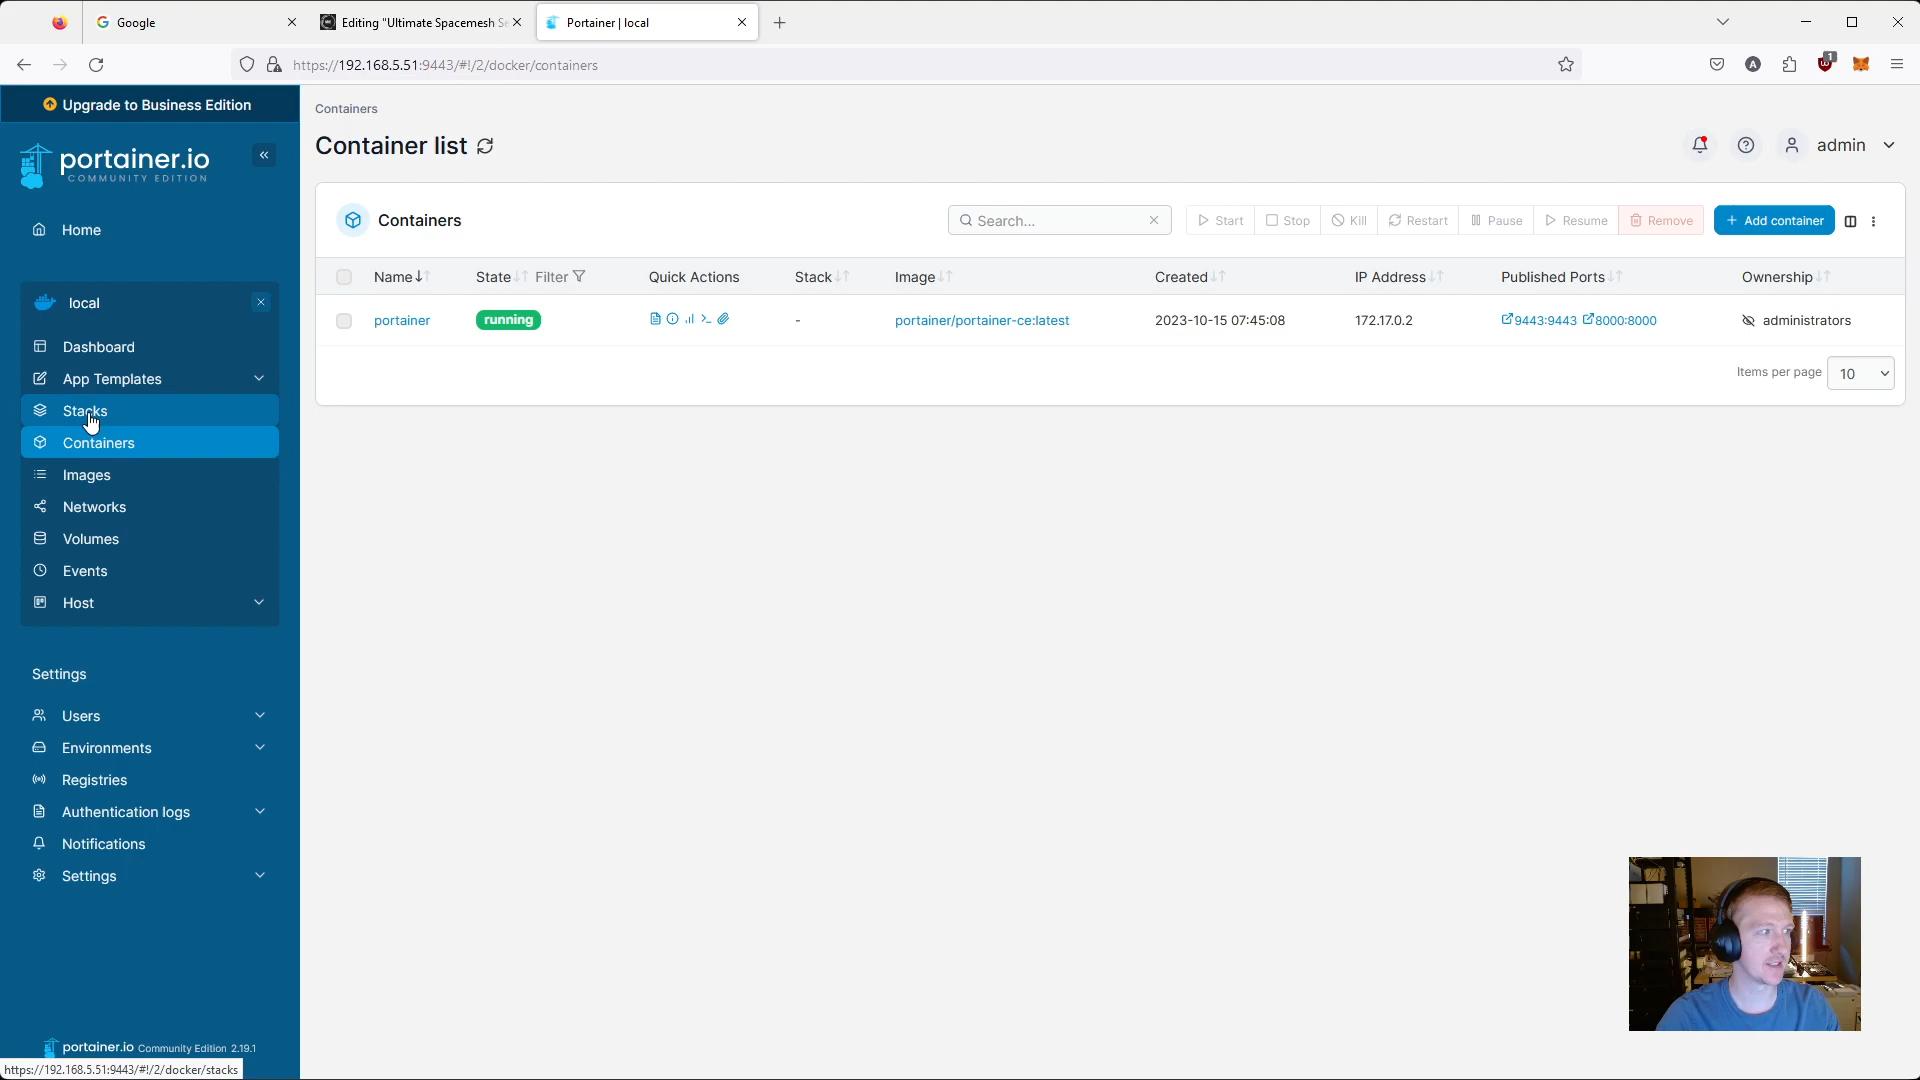 Google
Editing "Ultimate Spacemesh Se
Portainer | local
https://192.168.5.51:9443/#!/2/docker/containers
1
Upgrade to Business Edition
portainer.io
COMMUNITY EDITION
Home
local
Dashboard
App Templates
Stacks
Containers
Images
Networks
Volumes
Events
Host
Settings
Users
Environments
Registries
Authentication logs
Notifications
Settings
portainer.io Community Edition 2.19.1
https://192.168.5.51:9443/#!/2/docker/stacks
Containers
Container list
admin
Containers
Search...
Start
Stop
Kill
Restart
Pause
Resume
Remove
+ Add container
Name State Filter Quick Actions Stack Image Created IP Address Published Ports Ownership
portainer running - portainer/portainer-ce:latest 2023-10-15 07:45:08 172.17.0.2 9443:9443 8000:8000 administrators
Items per page 10